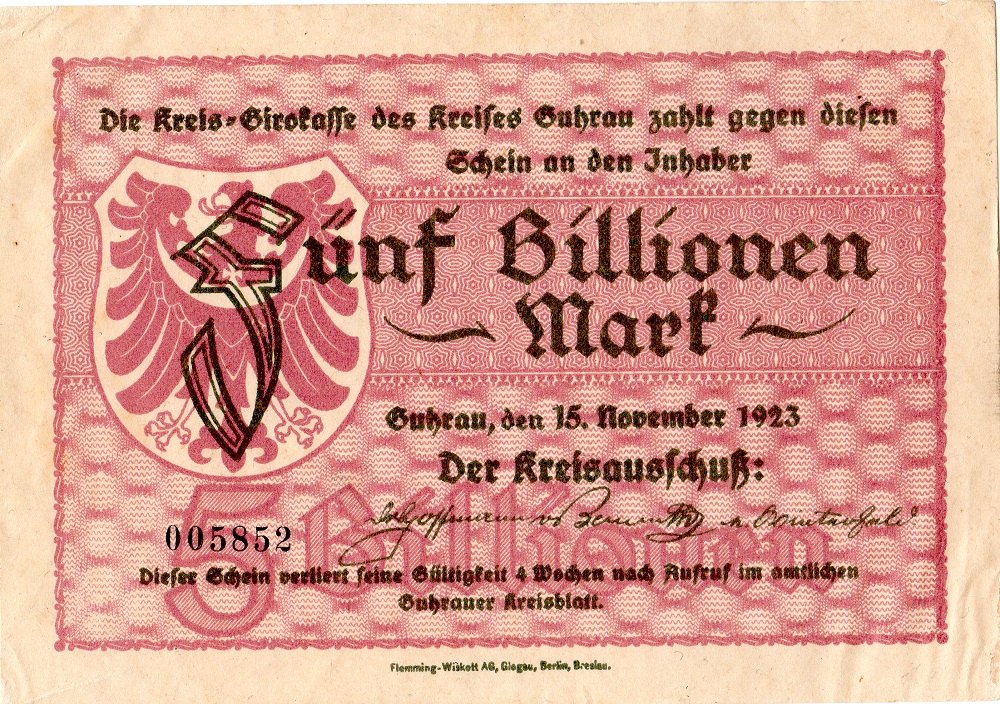 Die Kreis-Girokasse des Kreises Guhrau zahlt gegen diesen
Schein an den Inhaber
Fünf Billionen
Mark
Guhrau, den 15. November 1923
Der Kreisausschuß:
005852
5 Billionen
Dieser Schein verliert seine Gültigkeit 4 Wochen nach Aufruf im amtlichen
Guhrauer Kreisblatt.
Flemming-Wiskott AG, Glogau, Berlin, Breslau.